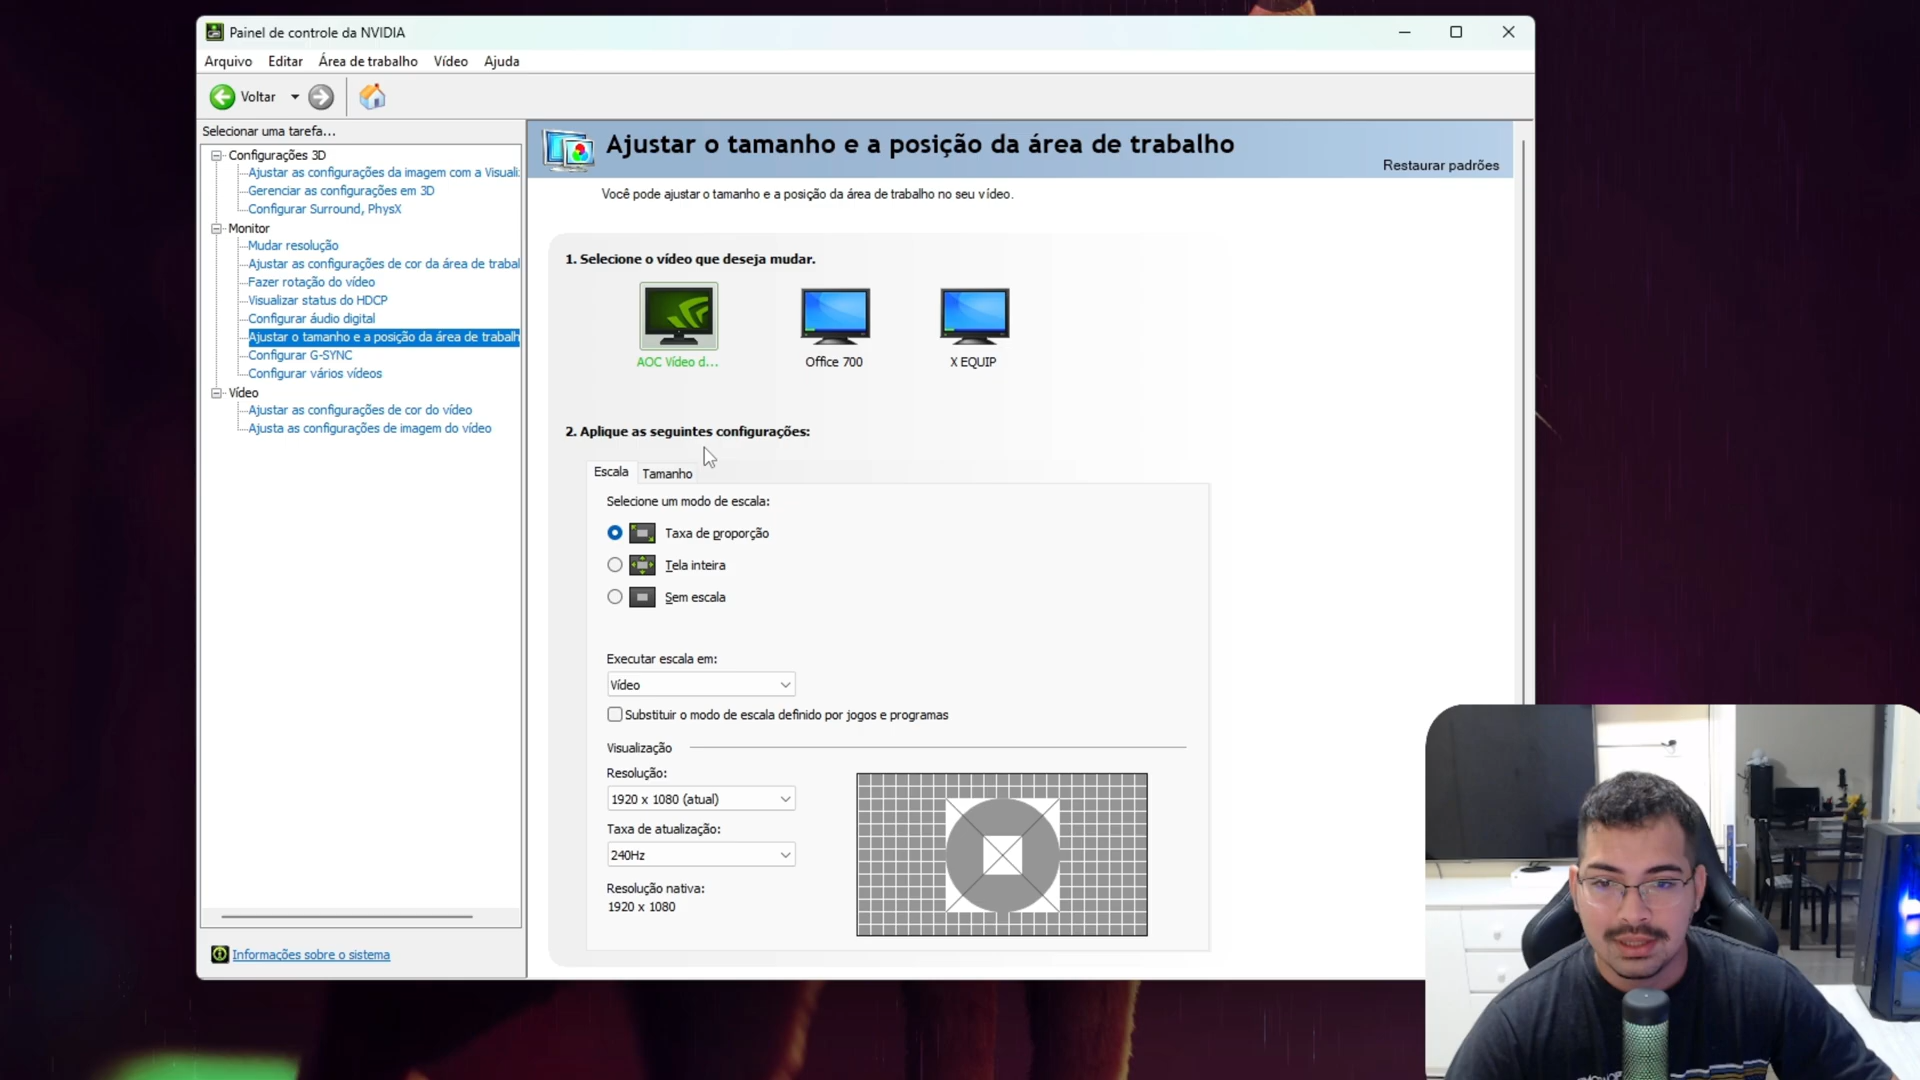 Painel de controle da NVIDIA
Arquivo Editar Área de trabalho Vídeo Ajuda
Voltar
Selecionar uma tarefa...
Configurações 3D
Ajustar as configurações da imagem com a Visuali
Gerenciar as configurações em 3D
Configurar Surround, PhysX
Monitor
Mudar resolução
Ajustar as configurações de cor da área de trabal
Fazer rotação do vídeo
Visualizar status do HDCP
Configurar áudio digital
Ajustar o tamanho e a posição da área de trabalh
Configurar G-SYNC
Configurar vários vídeos
Vídeo
Ajustar as configurações de cor do vídeo
Ajusta as configurações de imagem do vídeo
Informações sobre o sistema
Ajustar o tamanho e a posição da área de trabalho
Restaurar padrões
Você pode ajustar o tamanho e a posição da área de trabalho no seu vídeo.
1. Selecione o vídeo que deseja mudar.
AOC Vídeo d... Office 700 X EQUIP
2. Aplique as seguintes configurações:
Escala Tamanho
Selecione um modo de escala:
Taxa de proporção
Tela inteira
Sem escala
Executar escala em:
Vídeo
Substituir o modo de escala definido por jogos e programas
Visualização
Resolução:
1920 x 1080 (atual)
Taxa de atualização:
240Hz
Resolução nativa:
1920 x 1080